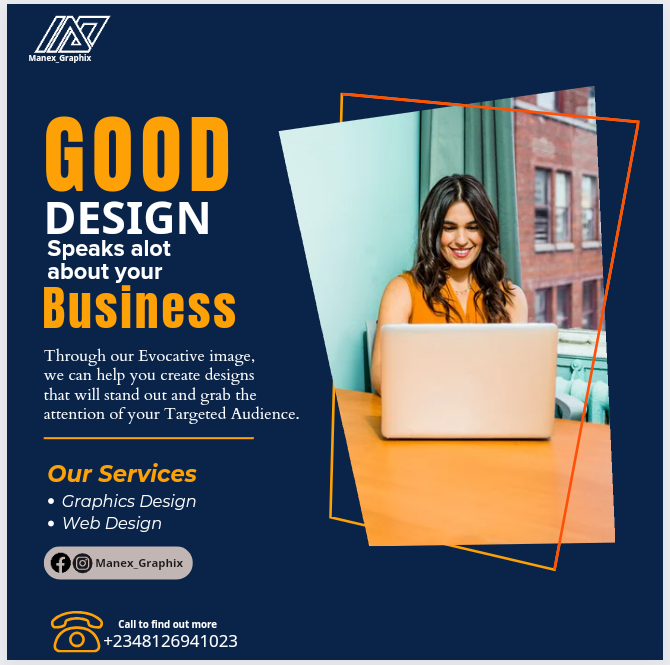 Manex_Graphix
GOOD
DESIGN
Speaks alot
about your
Business
Through our Evocative image,
we can help you create designs
that will stand out and grab the
attention of your Targeted Audience.
Our Services
• Graphics Design
• Web Design
Manex_Graphix
Call to find out more
+2348126941023